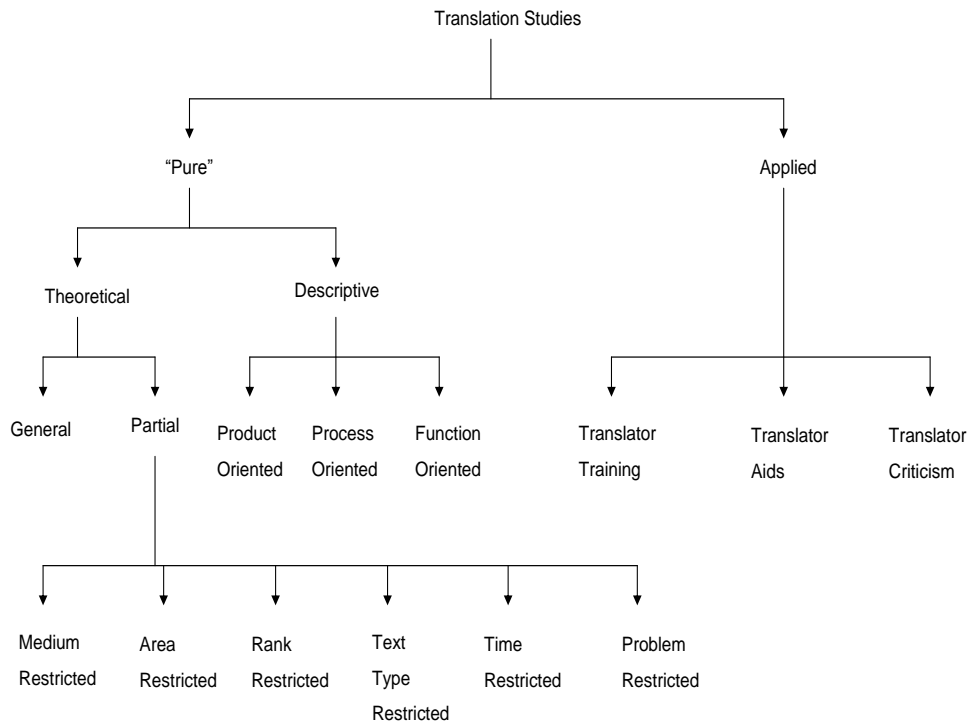 Translation Studies
“Pure”
Applied
Theoretical
Descriptive
General
Partial
Product
Oriented
Process
Oriented
Function
Oriented
Translator
Training
Translator
Aids
Translator
Criticism
Medium
Restricted
Area
Restricted
Rank
Restricted
Text
Type
Restricted
Time
Restricted
Problem
Restricted